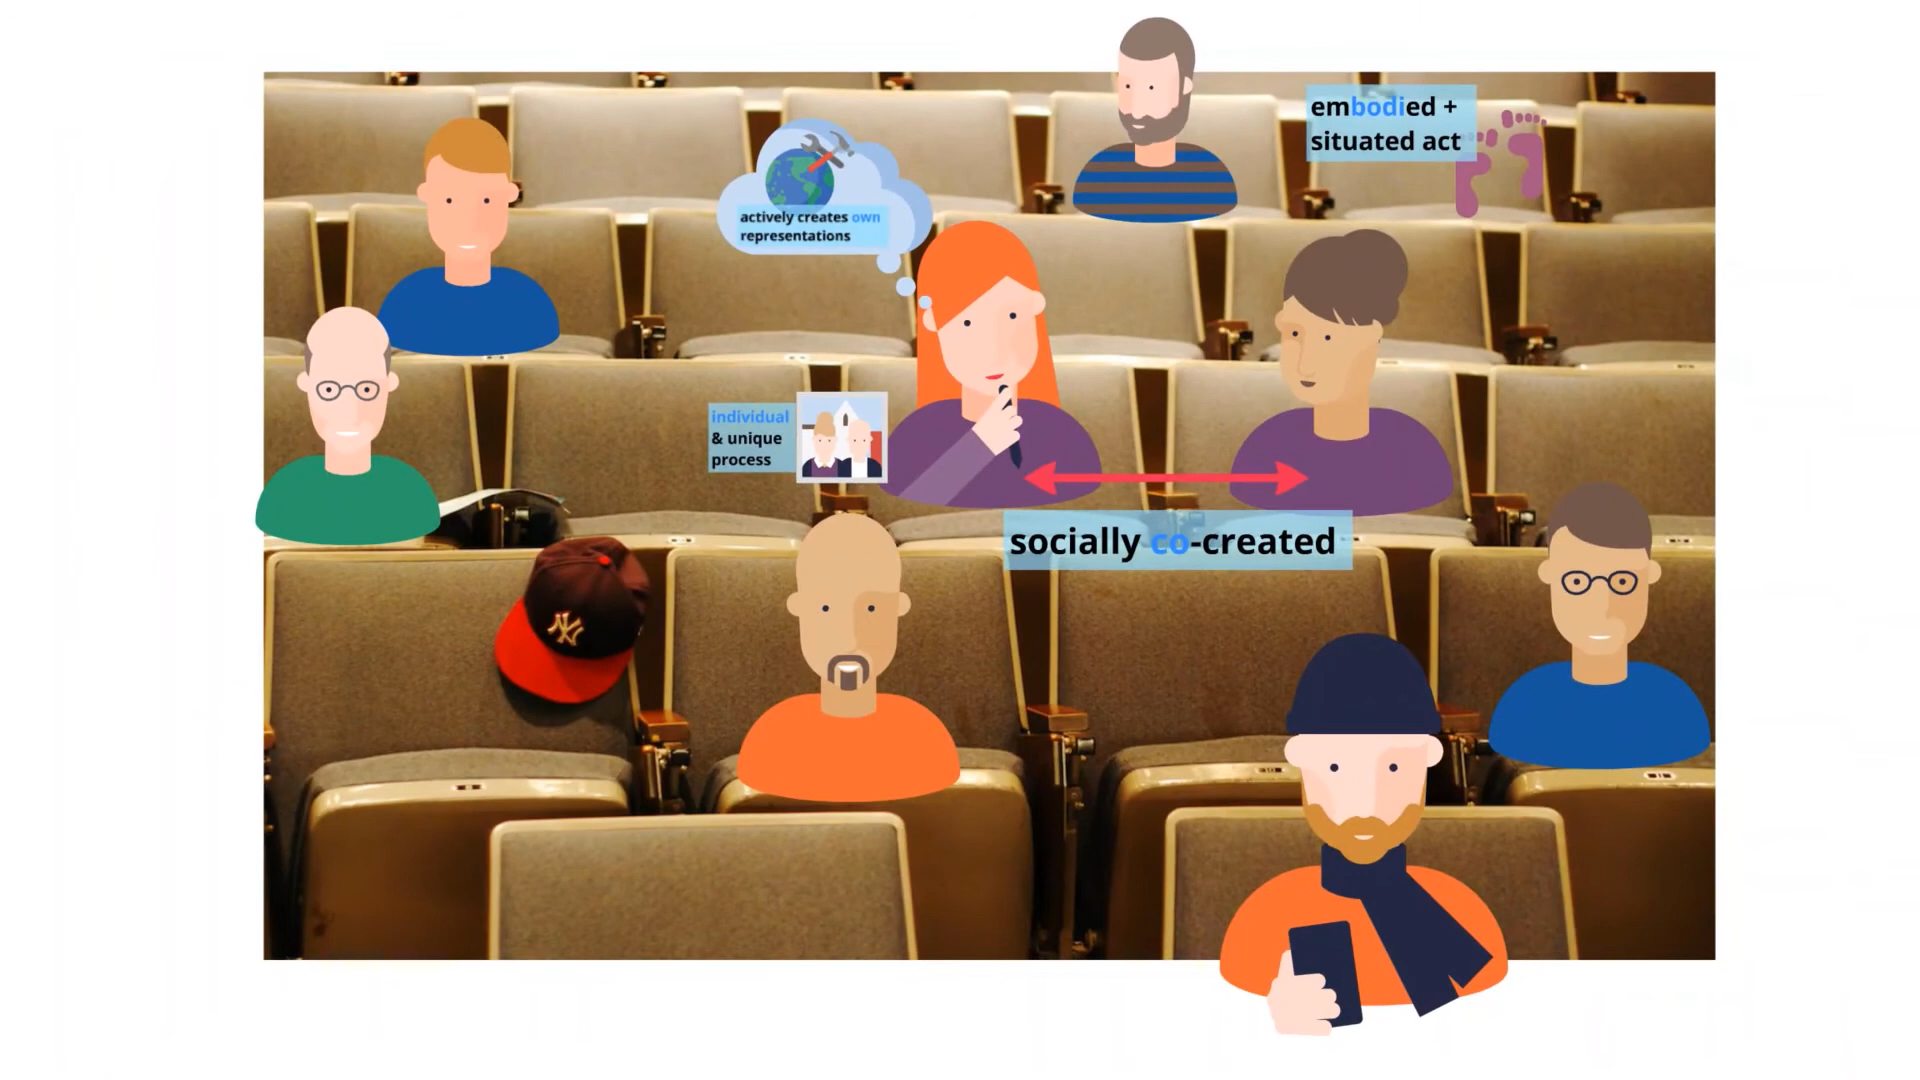 embodied +
situated act
actively creates own
representations
individual
& unique
process
NY
socially co-created